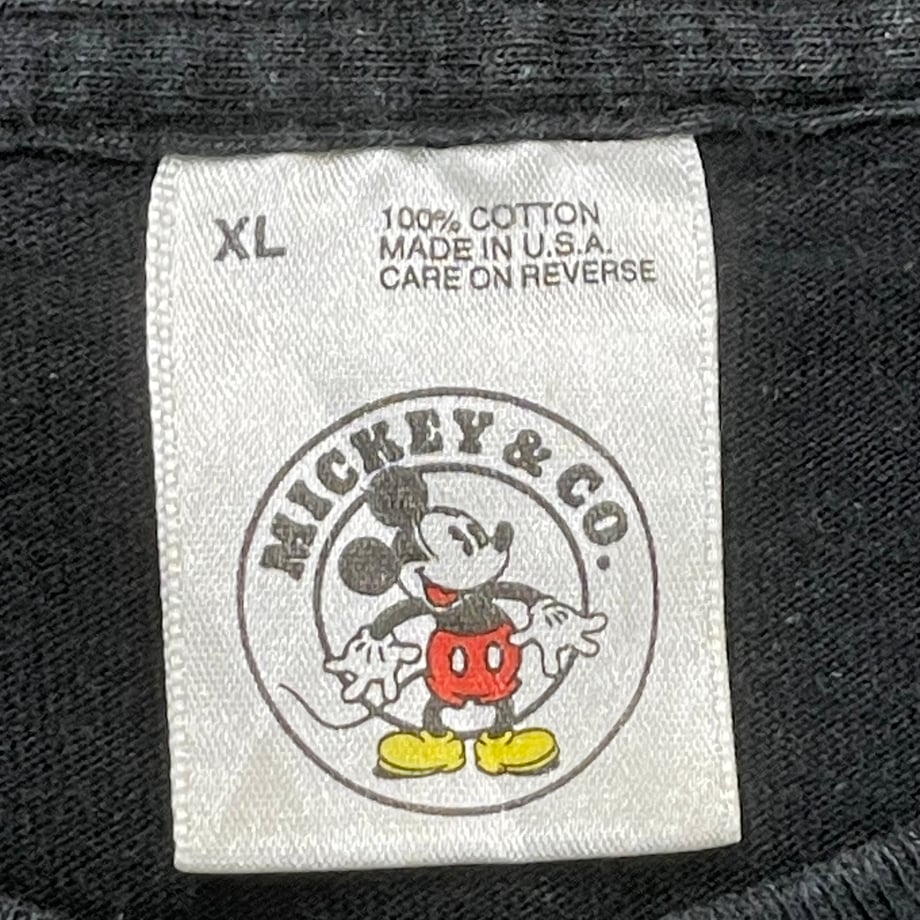 XL
100% COTTON
MADE IN U.S.A.
CARE ON REVERSE
MICKEY & CO.